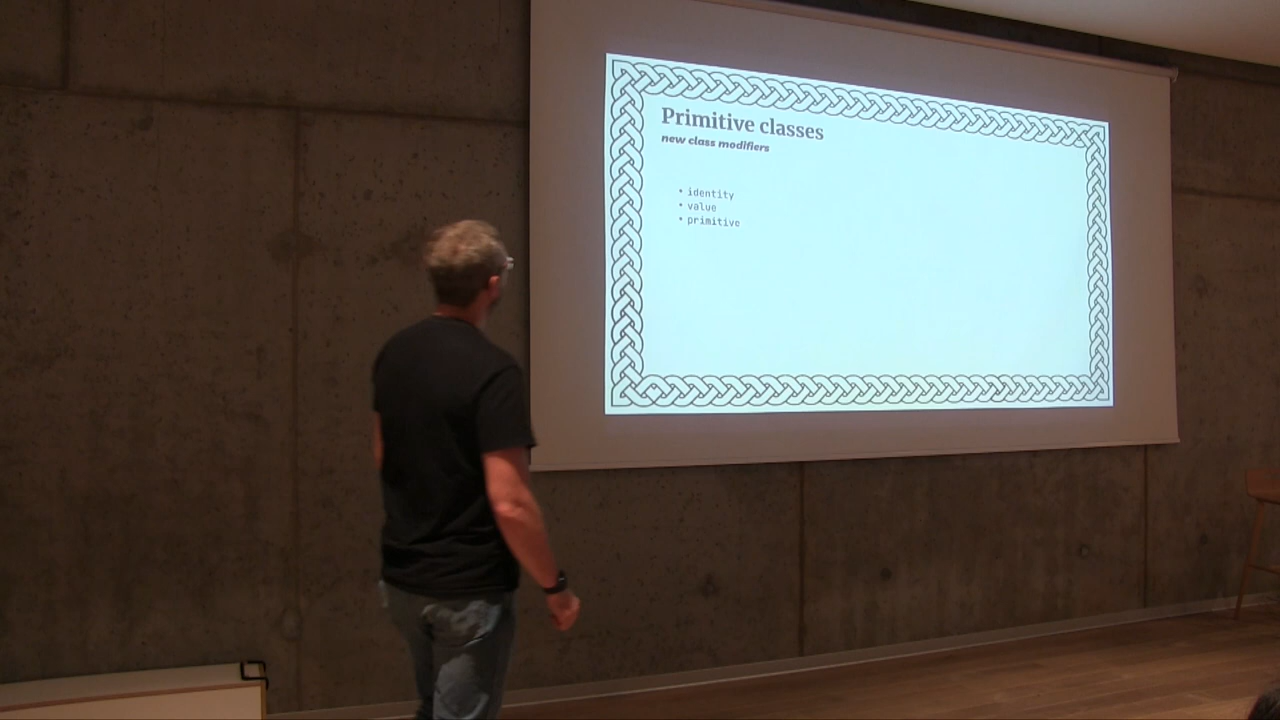 Primitive classes
new class modifiers
• identity
• value
• primitive